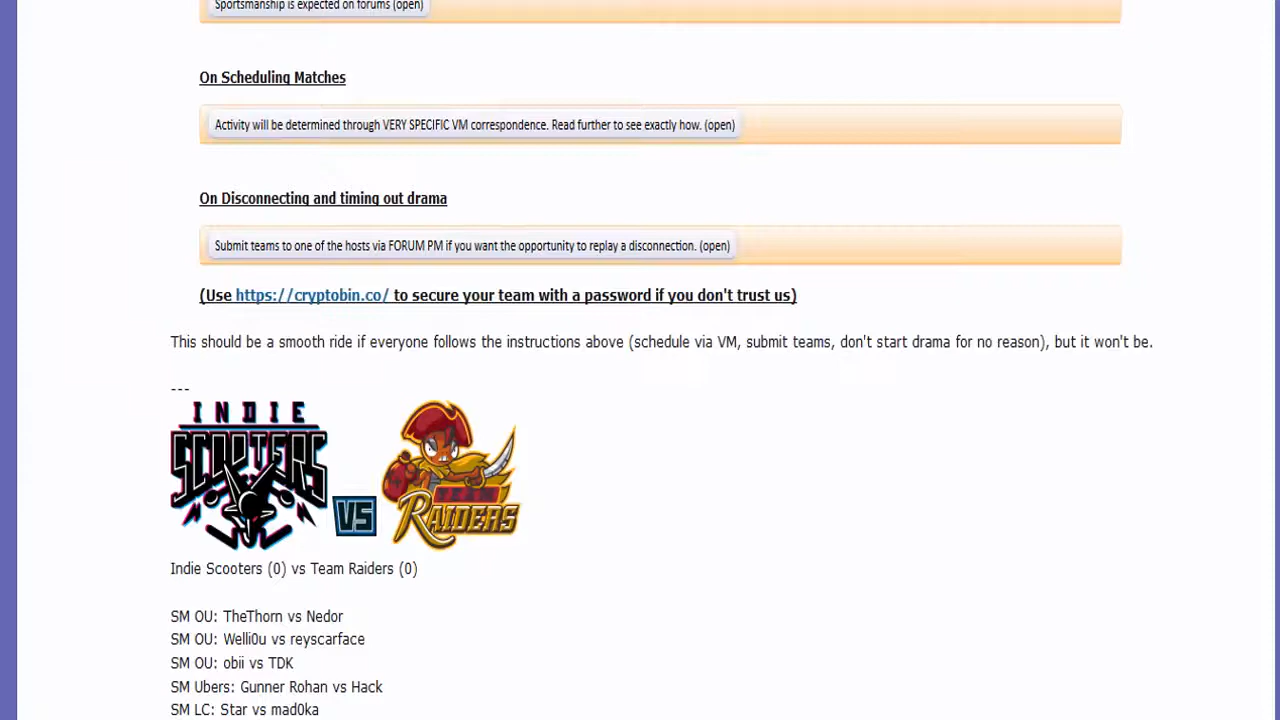 Sportsmanship is expected on forums (open)
On Scheduling Matches
Activity will be determined through VERY SPECIFIC VM correspondence. Read further to see exactly how. (open)
On Disconnecting and timing out drama
Submit teams to one of the hosts via FORUM PM if you want the opportunity to replay a disconnection. (open)
(Use https://cryptobin.co/ to secure your team with a password if you don't trust us)
This should be a smooth ride if everyone follows the instructions above (schedule via VM, submit teams, don't start drama for no reason), but it won't be.
---
INDIE
SCOOTERS
VS
TEAM
RAIDERS
Indie Scooters (0) vs Team Raiders (0)
SM OU: TheThorn vs Nedor
SM OU: Welli0u vs reyscarface
SM OU: obii vs TDK
SM Ubers: Gunner Rohan vs Hack
SM LC: Star vs mad0ka